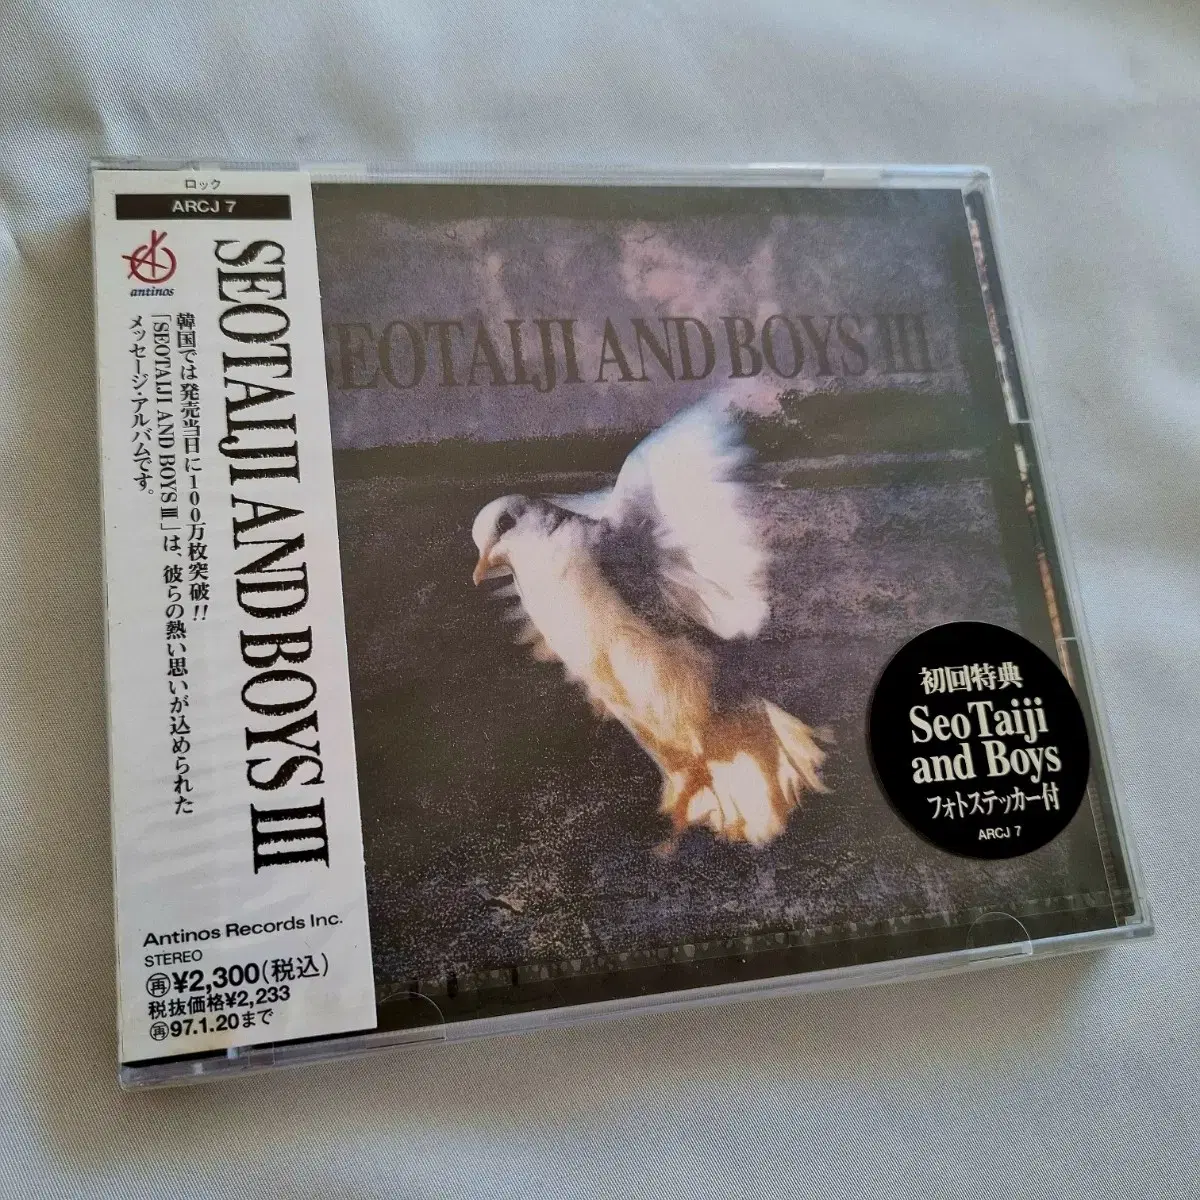 ロック
ARCJ 7
antinos
SEOTAIJI AND BOYS III
韓国では発売当日に100万枚突破!!
「SEOTAIJI AND BOYS III」は、彼らの熱い思いが込められた
メッセージ・アルバムです。
Antinos Records Inc.
STEREO
再¥2,300(税込)
税抜価格¥2,233
再97.1.20まで
EOTAIJI AND BOYS III
初回特典
SeoTaiji
and Boys
フォトステッカー付
ARCJ 7